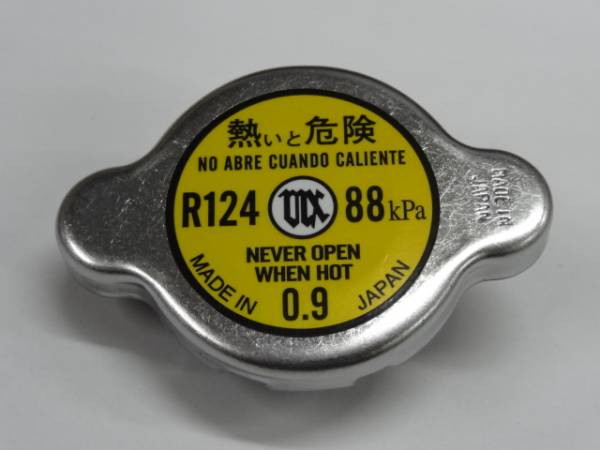 熱いと危険
NO ABRE CUANDO CALIENTE
R124 88kPa
NEVER OPEN
WHEN HOT
MADE IN 0.9 JAPAN
MADE IN
JAPAN